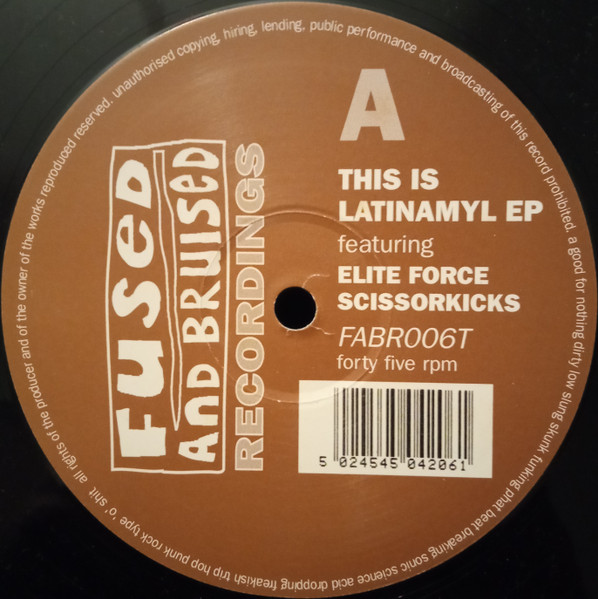 A
THIS IS
LATINAMYL EP
featuring
ELITE FORCE
SCISSORKICKS
FABR006T
forty five rpm
5 024545 042061
FUSED
AND BRUISED
RECORDINGS
all rights of the producer and of the owner of the works reproduced reserved. unauthorised copying, hiring, lending, public performance and broadcasting of this record prohibited. a good for nothing dirty low slung skunk funking phat beat breaking sonic science acid dropping freakish trip hop punk rock type 'o' shit.